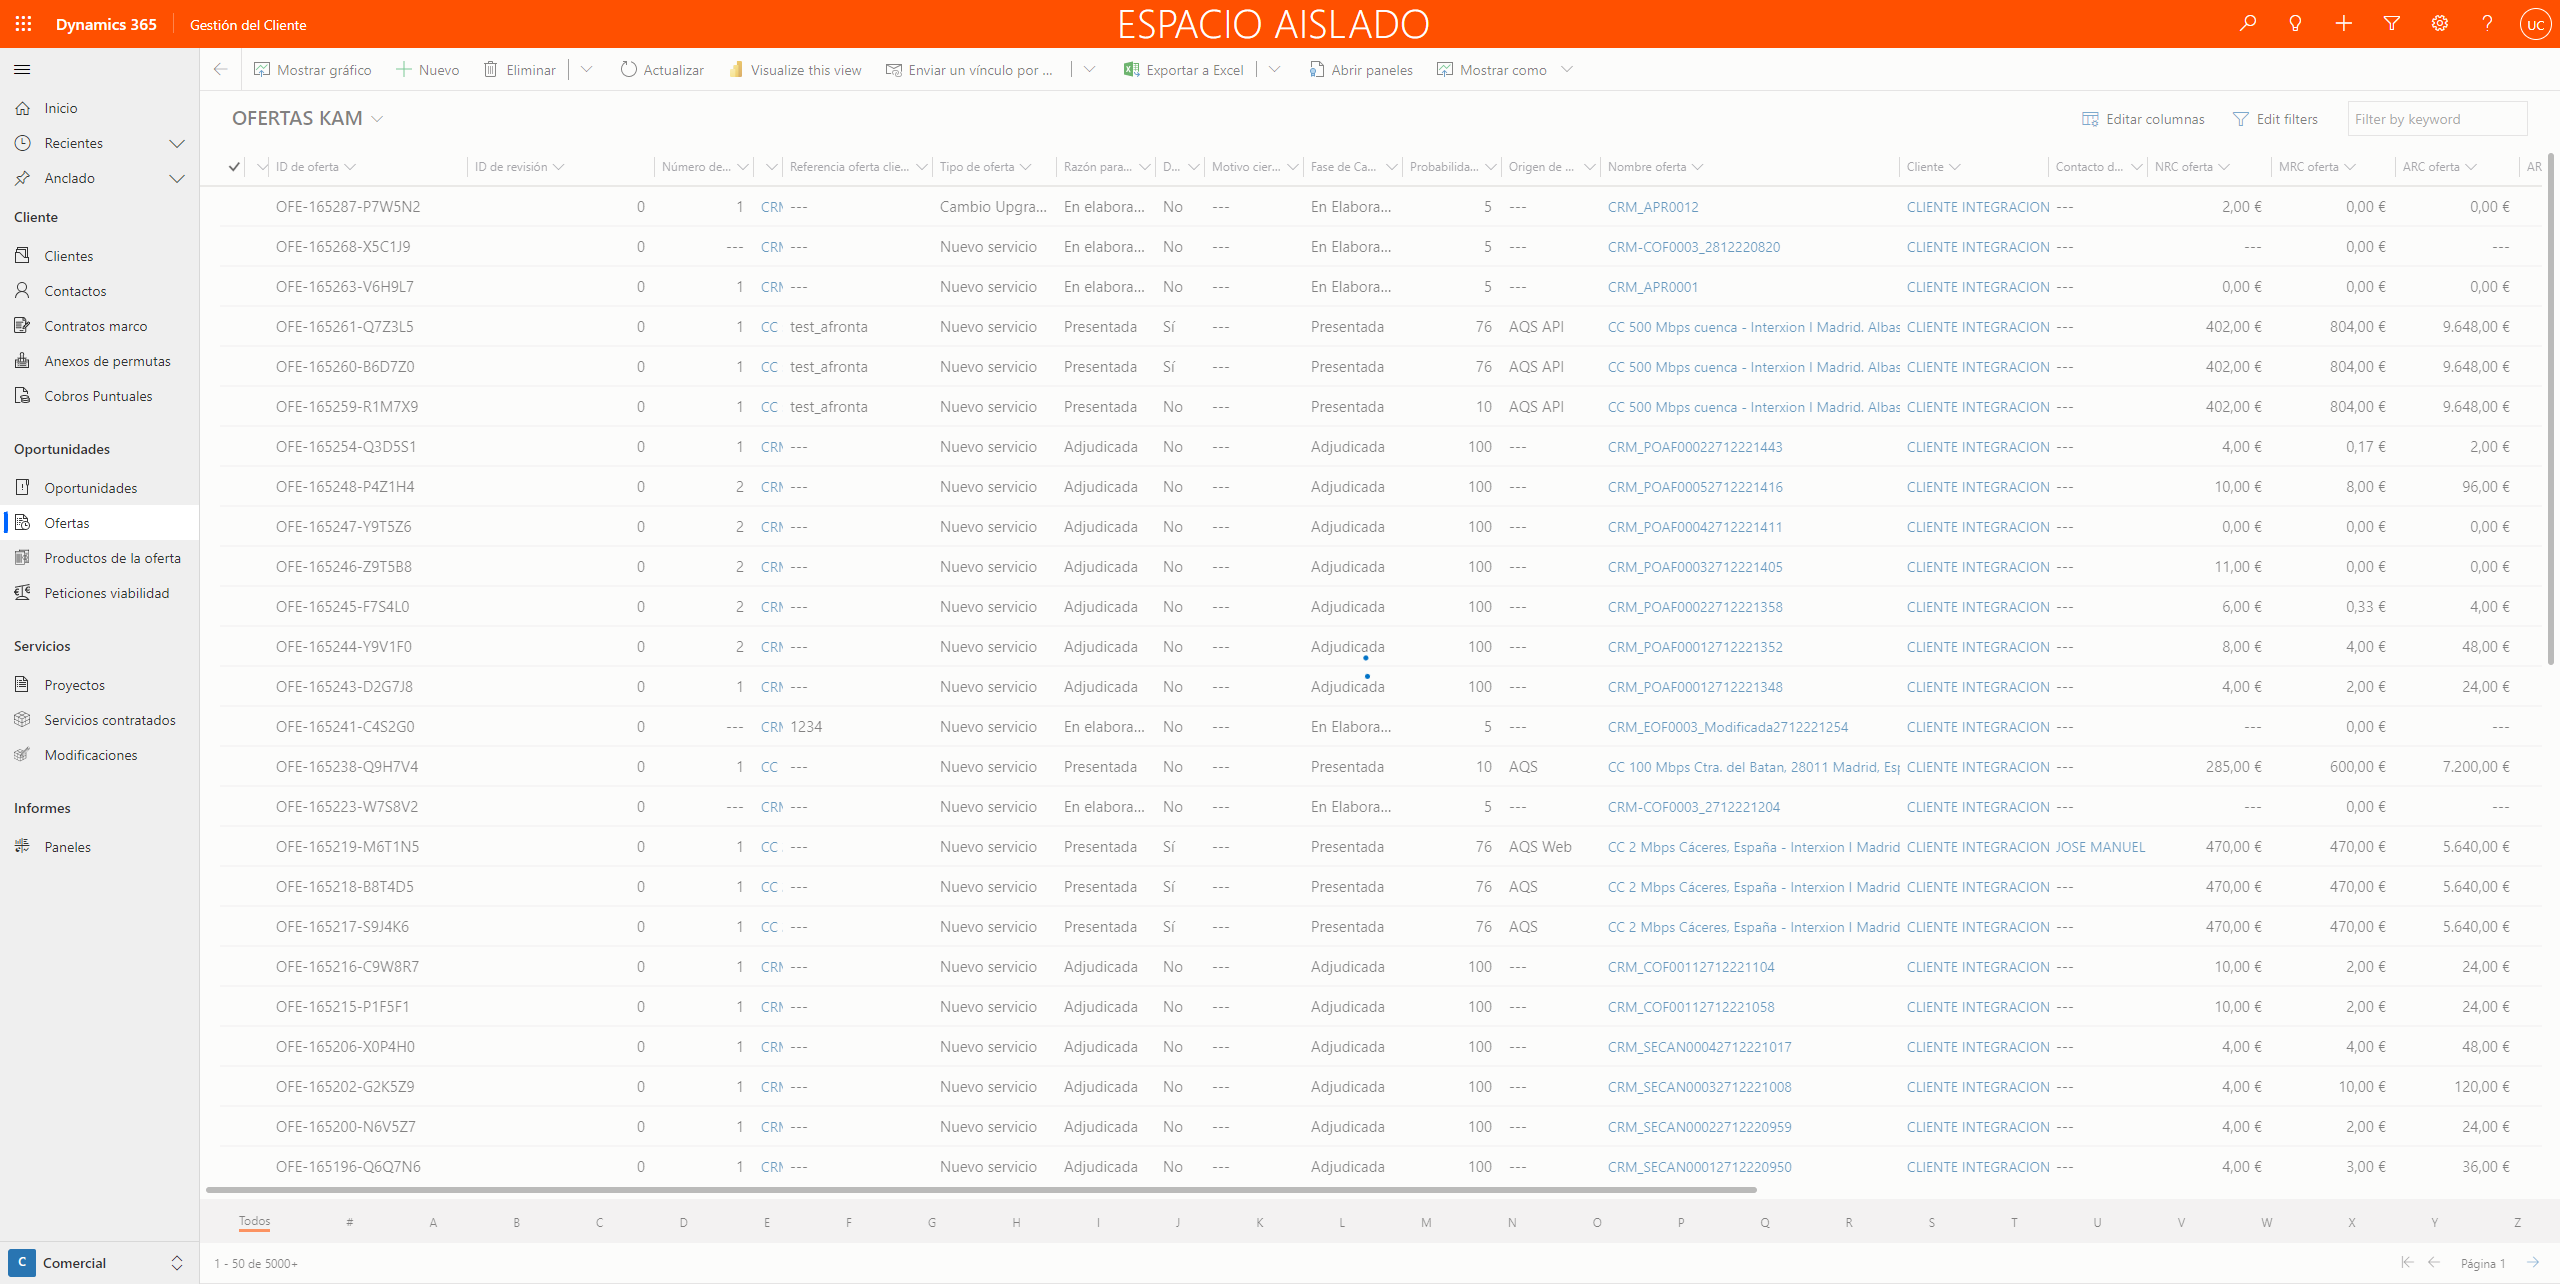 Dynamics 365 Gestión del Cliente ESPACIO AISLADO UC
Mostrar gráfico Nuevo Eliminar Actualizar Visualize this view Enviar un vínculo por ... Exportar a Excel Abrir paneles Mostrar como
Inicio
Recientes
Anclado
Cliente
Clientes
Contactos
Contratos marco
Anexos de permutas
Cobros Puntuales
Oportunidades
Oportunidades
Ofertas
Productos de la oferta
Peticiones viabilidad
Servicios
Proyectos
Servicios contratados
Modificaciones
Informes
Paneles
C Comercial
OFERTAS KAM Editar columnas Edit filters Filter by keyword
ID de oferta ID de revisión Número de... Referencia oferta clie... Tipo de oferta Razón para... D... Motivo cier... Fase de Ca... Probabilida... Origen de ... Nombre oferta Cliente Contacto d... NRC oferta MRC oferta ARC oferta AR
OFE-165287-P7W5N2 0 1 CRM --- Cambio Upgra... En elabora... No --- En Elabora... 5 --- CRM_APR0012 CLIENTE INTEGRACION --- 2,00 € 0,00 € 0,00 €
OFE-165268-X5C1J9 0 --- CRM --- Nuevo servicio En elabora... No --- En Elabora... 5 --- CRM-COF0003_2812220820 CLIENTE INTEGRACION --- --- 0,00 € ---
OFE-165263-V6H9L7 0 1 CRM --- Nuevo servicio En elabora... No --- En Elabora... 5 --- CRM_APR0001 CLIENTE INTEGRACION --- 0,00 € 0,00 € 0,00 €
OFE-165261-Q7Z3L5 0 1 CC test_afronta Nuevo servicio Presentada Sí --- Presentada 76 AQS API CC 500 Mbps cuenca - Interxion I Madrid. Albas CLIENTE INTEGRACION --- 402,00 € 804,00 € 9.648,00 €
OFE-165260-B6D7Z0 0 1 CC test_afronta Nuevo servicio Presentada Sí --- Presentada 76 AQS API CC 500 Mbps cuenca - Interxion I Madrid. Albas CLIENTE INTEGRACION --- 402,00 € 804,00 € 9.648,00 €
OFE-165259-R1M7X9 0 1 CC test_afronta Nuevo servicio Presentada No --- Presentada 10 AQS API CC 500 Mbps cuenca - Interxion I Madrid. Albas CLIENTE INTEGRACION --- 402,00 € 804,00 € 9.648,00 €
OFE-165254-Q3D5S1 0 1 CRM --- Nuevo servicio Adjudicada No --- Adjudicada 100 --- CRM_POAF00022712221443 CLIENTE INTEGRACION --- 4,00 € 0,17 € 2,00 €
OFE-165248-P4Z1H4 0 2 CRM --- Nuevo servicio Adjudicada No --- Adjudicada 100 --- CRM_POAF00052712221416 CLIENTE INTEGRACION --- 10,00 € 8,00 € 96,00 €
OFE-165247-Y9T5Z6 0 2 CRM --- Nuevo servicio Adjudicada No --- Adjudicada 100 --- CRM_POAF00042712221411 CLIENTE INTEGRACION --- 0,00 € 0,00 € 0,00 €
OFE-165246-Z9T5B8 0 2 CRM --- Nuevo servicio Adjudicada No --- Adjudicada 100 --- CRM_POAF00032712221405 CLIENTE INTEGRACION --- 11,00 € 0,00 € 0,00 €
OFE-165245-F7S4L0 0 2 CRM --- Nuevo servicio Adjudicada No --- Adjudicada 100 --- CRM_POAF00022712221358 CLIENTE INTEGRACION --- 6,00 € 0,33 € 4,00 €
OFE-165244-Y9V1F0 0 2 CRM --- Nuevo servicio Adjudicada No --- Adjudicada 100 --- CRM_POAF00012712221352 CLIENTE INTEGRACION --- 8,00 € 4,00 € 48,00 €
OFE-165243-D2G7J8 0 1 CRM --- Nuevo servicio Adjudicada No --- Adjudicada 100 --- CRM_POAF00012712221348 CLIENTE INTEGRACION --- 4,00 € 2,00 € 24,00 €
OFE-165241-C4S2G0 0 --- CRM 1234 Nuevo servicio En elabora... No --- En Elabora... 5 --- CRM_EOF0003_Modificada2712221254 CLIENTE INTEGRACION --- --- 0,00 € ---
OFE-165238-Q9H7V4 0 1 CC --- Nuevo servicio Presentada No --- Presentada 10 AQS CC 100 Mbps Ctra. del Batan, 28011 Madrid, Esp CLIENTE INTEGRACION --- 285,00 € 600,00 € 7.200,00 €
OFE-165223-W7S8V2 0 --- CRM --- Nuevo servicio En elabora... No --- En Elabora... 5 --- CRM-COF0003_2712221204 CLIENTE INTEGRACION --- --- 0,00 € ---
OFE-165219-M6T1N5 0 1 CC --- Nuevo servicio Presentada Sí --- Presentada 76 AQS Web CC 2 Mbps Cáceres, España - Interxion I Madrid CLIENTE INTEGRACION JOSE MANUEL 470,00 € 470,00 € 5.640,00 €
OFE-165218-B8T4D5 0 1 CC --- Nuevo servicio Presentada Sí --- Presentada 76 AQS CC 2 Mbps Cáceres, España - Interxion I Madrid CLIENTE INTEGRACION --- 470,00 € 470,00 € 5.640,00 €
OFE-165217-S9J4K6 0 1 CC --- Nuevo servicio Presentada Sí --- Presentada 76 AQS CC 2 Mbps Cáceres, España - Interxion I Madrid CLIENTE INTEGRACION --- 470,00 € 470,00 € 5.640,00 €
OFE-165216-C9W8R7 0 1 CRM --- Nuevo servicio Adjudicada No --- Adjudicada 100 --- CRM_COF00112712221104 CLIENTE INTEGRACION --- 10,00 € 2,00 € 24,00 €
OFE-165215-P1F5F1 0 1 CRM --- Nuevo servicio Adjudicada No --- Adjudicada 100 --- CRM_COF00112712221058 CLIENTE INTEGRACION --- 10,00 € 2,00 € 24,00 €
OFE-165206-X0P4H0 0 1 CRM --- Nuevo servicio Adjudicada No --- Adjudicada 100 --- CRM_SECAN00042712221017 CLIENTE INTEGRACION --- 4,00 € 4,00 € 48,00 €
OFE-165202-G2K5Z9 0 1 CRM --- Nuevo servicio Adjudicada No --- Adjudicada 100 --- CRM_SECAN00032712221008 CLIENTE INTEGRACION --- 4,00 € 10,00 € 120,00 €
OFE-165200-N6V5Z7 0 1 CRM --- Nuevo servicio Adjudicada No --- Adjudicada 100 --- CRM_SECAN00022712220959 CLIENTE INTEGRACION --- 4,00 € 2,00 € 24,00 €
OFE-165196-Q6Q7N6 0 1 CRM --- Nuevo servicio Adjudicada No --- Adjudicada 100 --- CRM_SECAN00012712220950 CLIENTE INTEGRACION --- 4,00 € 3,00 € 36,00 €
Todos # A B C D E F G H I J K L M N O P Q R S T U V W X Y Z
1 - 50 de 5000+ Página 1